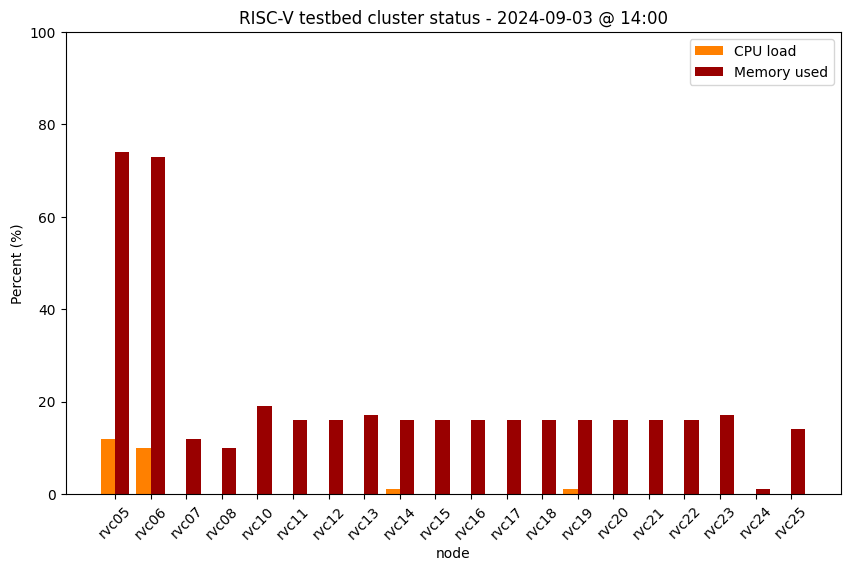 RISC-V testbed cluster status - 2024-09-03 @ 14:00
CPU load
Memory used
Percent (%)
100
80
60
40
20
0
rvc05
rvc06
rvc07
rvc08
rvc10
rvc11
rvc12
rvc13
rvc14
rvc15
rvc16
rvc17
rvc18
rvc19
rvc20
rvc21
rvc22
rvc23
rvc24
rvc25
node